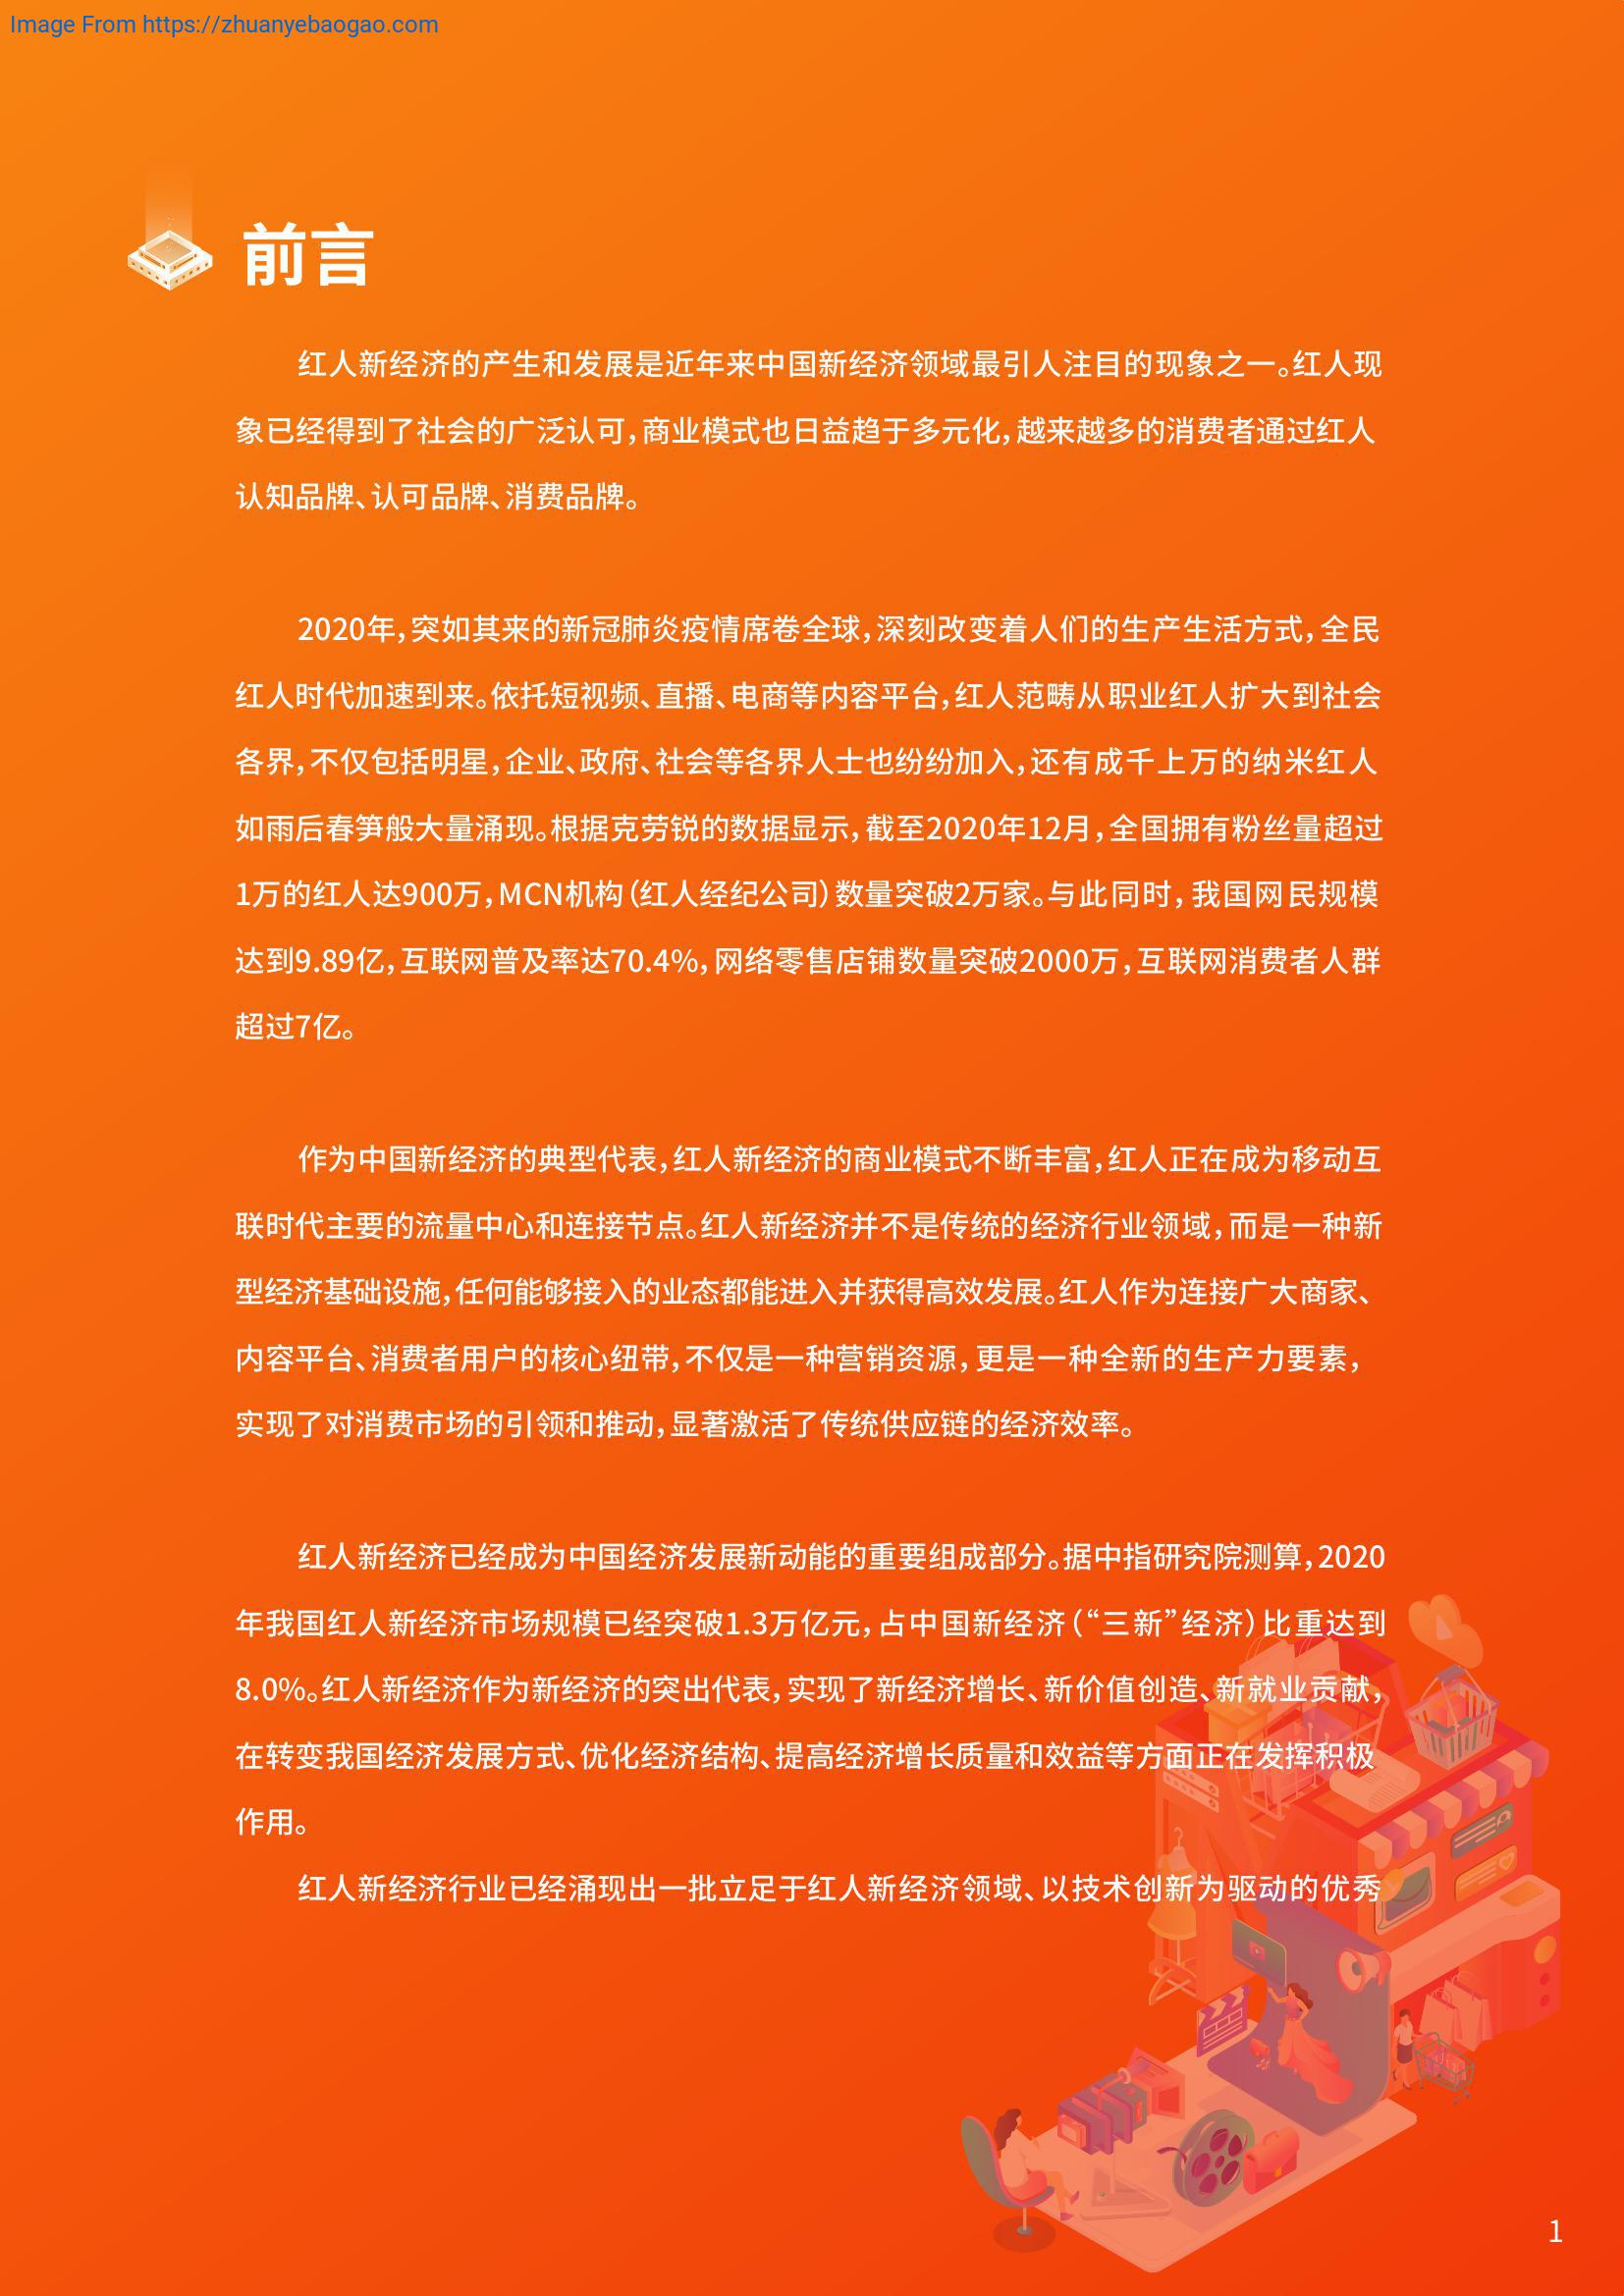 Image From https://zhuanyebaogao.com
前言
红人新经济的产生和发展是近年来中国新经济领域最引人注目的现象之一。红人现
象已经得到了社会的广泛认可，商业模式也日益趋于多元化，越来越多的消费者通过红人
认知品牌、认可品牌、消费品牌。
2020年，突如其来的新冠肺炎疫情席卷全球，深刻改变着人们的生产生活方式，全民
红人时代加速到来。依托短视频、直播、电商等内容平台，红人范畴从职业红人扩大到社会
各界，不仅包括明星，企业、政府、社会等各界人士也纷纷加入，还有成千上万的纳米红人
如雨后春笋般大量涌现。根据克劳锐的数据显示，截至2020年12月，全国拥有粉丝量超过
1万的红人达900万，MCN机构（红人经纪公司）数量突破2万家。与此同时，我国网民规模
达到9.89亿，互联网普及率达70.4%，网络零售店铺数量突破2000万，互联网消费者人群
超过7亿。
作为中国新经济的典型代表，红人新经济的商业模式不断丰富，红人正在成为移动互
联时代主要的流量中心和连接节点。红人新经济并不是传统的经济行业领域，而是一种新
型经济基础设施，任何能够接入的业态都能进入并获得高效发展。红人作为连接广大商家、
内容平台、消费者用户的核心纽带，不仅是一种营销资源，更是一种全新的生产力要素，
实现了对消费市场的引领和推动，显著激活了传统供应链的经济效率。
红人新经济已经成为中国经济发展新动能的重要组成部分。据中指研究院测算，2020
年我国红人新经济市场规模已经突破1.3万亿元，占中国新经济（“三新”经济）比重达到
8.0%。红人新经济作为新经济的突出代表，实现了新经济增长、新价值创造、新就业贡献，
在转变我国经济发展方式、优化经济结构、提高经济增长质量和效益等方面正在发挥积极
作用。
红人新经济行业已经涌现出一批立足于红人新经济领域、以技术创新为驱动的优秀
1